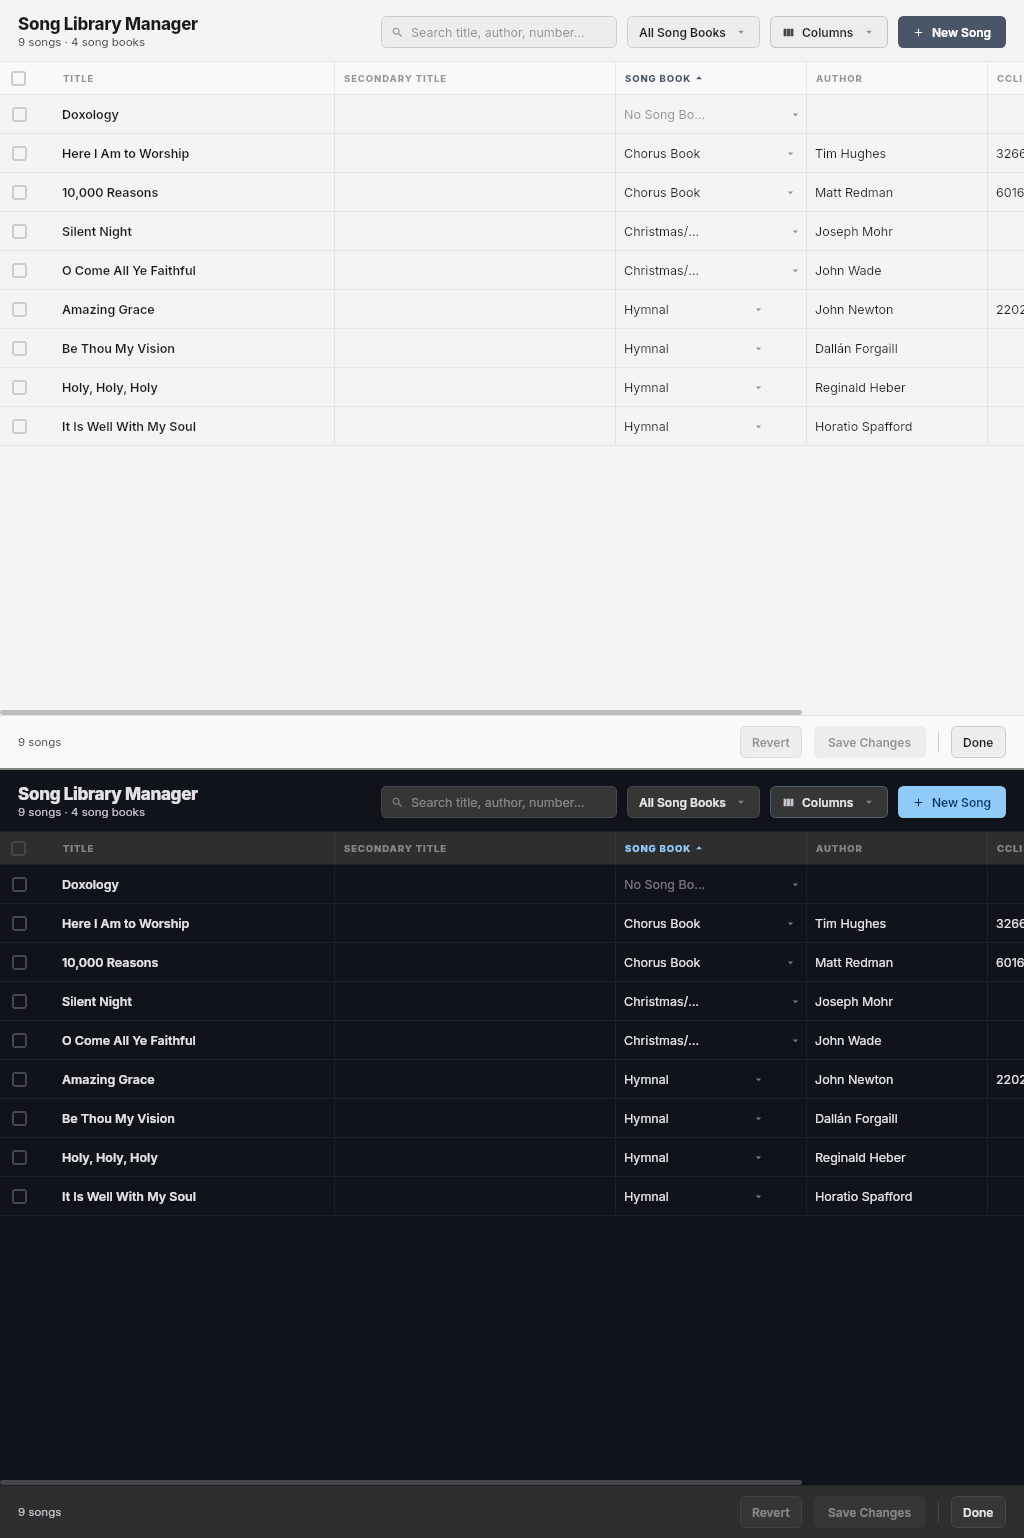 Song Library Manager
9 songs · 4 song books
Search title, author, number...
All Song Books
Columns
+ New Song
TITLE SECONDARY TITLE SONG BOOK AUTHOR CCLI
Doxology No Song Bo...
Here I Am to Worship Chorus Book Tim Hughes 3266
10,000 Reasons Chorus Book Matt Redman 6016
Silent Night Christmas/... Joseph Mohr
O Come All Ye Faithful Christmas/... John Wade
Amazing Grace Hymnal John Newton 2202
Be Thou My Vision Hymnal Dallán Forgaill
Holy, Holy, Holy Hymnal Reginald Heber
It Is Well With My Soul Hymnal Horatio Spafford
9 songs Revert Save Changes Done
Song Library Manager
9 songs · 4 song books
Search title, author, number...
All Song Books
Columns
+ New Song
TITLE SECONDARY TITLE SONG BOOK AUTHOR CCLI
Doxology No Song Bo...
Here I Am to Worship Chorus Book Tim Hughes 3266
10,000 Reasons Chorus Book Matt Redman 6016
Silent Night Christmas/... Joseph Mohr
O Come All Ye Faithful Christmas/... John Wade
Amazing Grace Hymnal John Newton 2202
Be Thou My Vision Hymnal Dallán Forgaill
Holy, Holy, Holy Hymnal Reginald Heber
It Is Well With My Soul Hymnal Horatio Spafford
9 songs Revert Save Changes Done